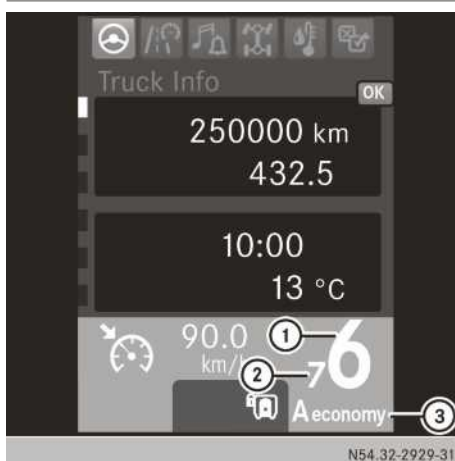 Truck Info
OK
250000 km
432.5
10:00
13 °C
90.0
km/h
1
6
2
7
A economy
3
N54.32-2929-31